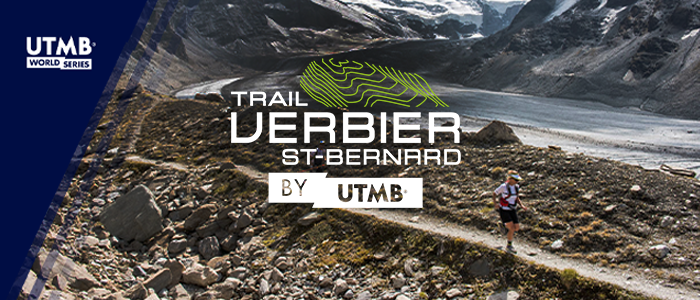 UTMB®
WORLD SERIES
TRAIL
VERBIER
ST-BERNARD
BY UTMB®